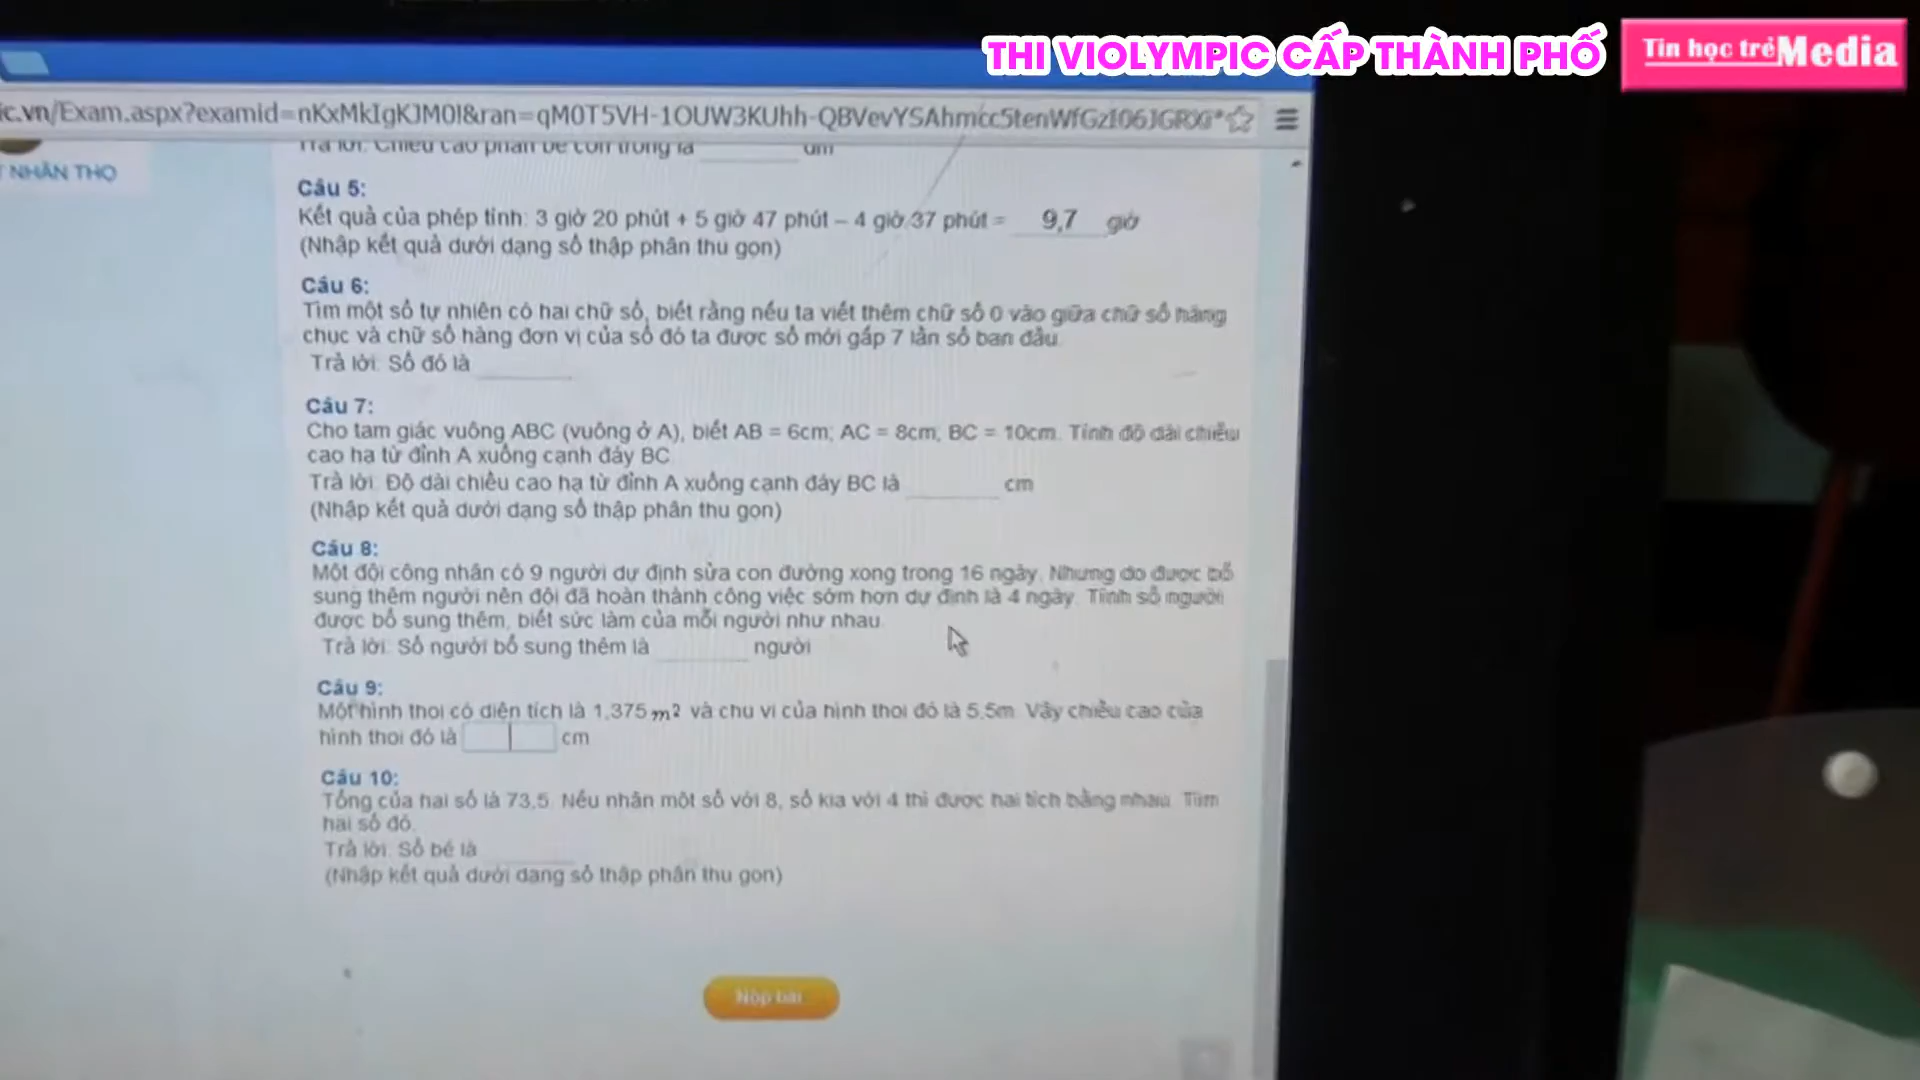 THI VIOLYMPIC CẤP THÀNH PHỐ
Tin học trẻ Media
ic.vn/Exam.aspx?examid=nKxMkIgKJM0I&ran=qM0T5VH-1OUW3KUhh-QBVevYSAhmcc5tenWfGzI06JGRXG*
NHÂN THỌ
Trả lời: Chiều cao phần bể còn trống là dm
Câu 5:
Kết quả của phép tính: 3 giờ 20 phút + 5 giờ 47 phút – 4 giờ 37 phút = 9,7 giờ
(Nhập kết quả dưới dạng số thập phân thu gọn)
Câu 6:
Tìm một số tự nhiên có hai chữ số, biết rằng nếu ta viết thêm chữ số 0 vào giữa chữ số hàng
chục và chữ số hàng đơn vị của số đó ta được số mới gấp 7 lần số ban đầu.
Trả lời: Số đó là
Câu 7:
Cho tam giác vuông ABC (vuông ở A), biết AB = 6cm; AC = 8cm; BC = 10cm. Tính độ dài chiều
cao hạ từ đỉnh A xuống cạnh đáy BC.
Trả lời: Độ dài chiều cao hạ từ đỉnh A xuống cạnh đáy BC là cm
(Nhập kết quả dưới dạng số thập phân thu gọn)
Câu 8:
Một đội công nhân có 9 người dự định sửa con đường xong trong 16 ngày. Nhưng do được bổ
sung thêm người nên đội đã hoàn thành công việc sớm hơn dự định là 4 ngày. Tính số người
được bổ sung thêm, biết sức làm của mỗi người như nhau.
Trả lời: Số người bổ sung thêm là người
Câu 9:
Một hình thoi có diện tích là 1,375 m² và chu vi của hình thoi đó là 5,5m. Vậy chiều cao của
hình thoi đó là cm
Câu 10:
Tổng của hai số là 73,5. Nếu nhân một số với 8, số kia với 4 thì được hai tích bằng nhau. Tìm
hai số đó.
Trả lời: Số bé là
(Nhập kết quả dưới dạng số thập phân thu gọn)
Nộp bài